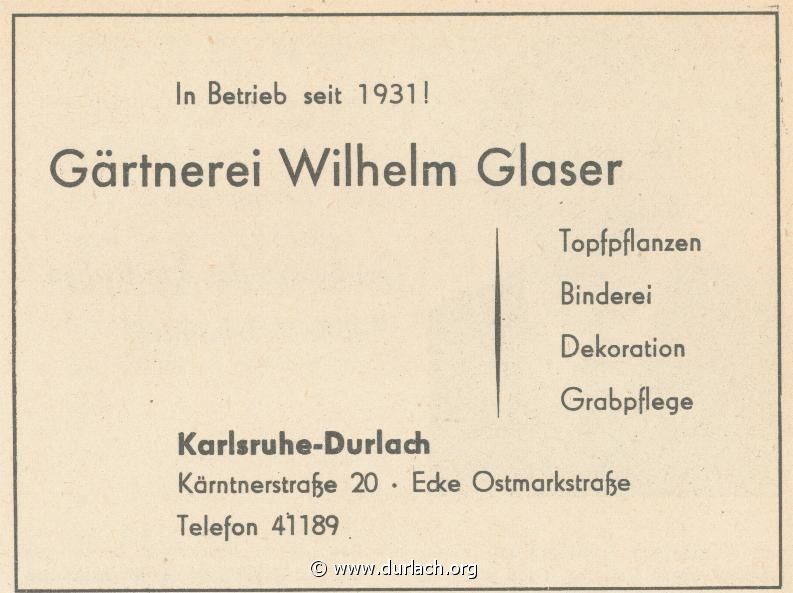 In Betrieb seit 1931!
Gärtnerei Wilhelm Glaser
Topfpflanzen
Binderei
Dekoration
Grabpflege
Karlsruhe-Durlach
Kärntnerstraße 20 · Ecke Ostmarkstraße
Telefon 41189
© www.durlach.org